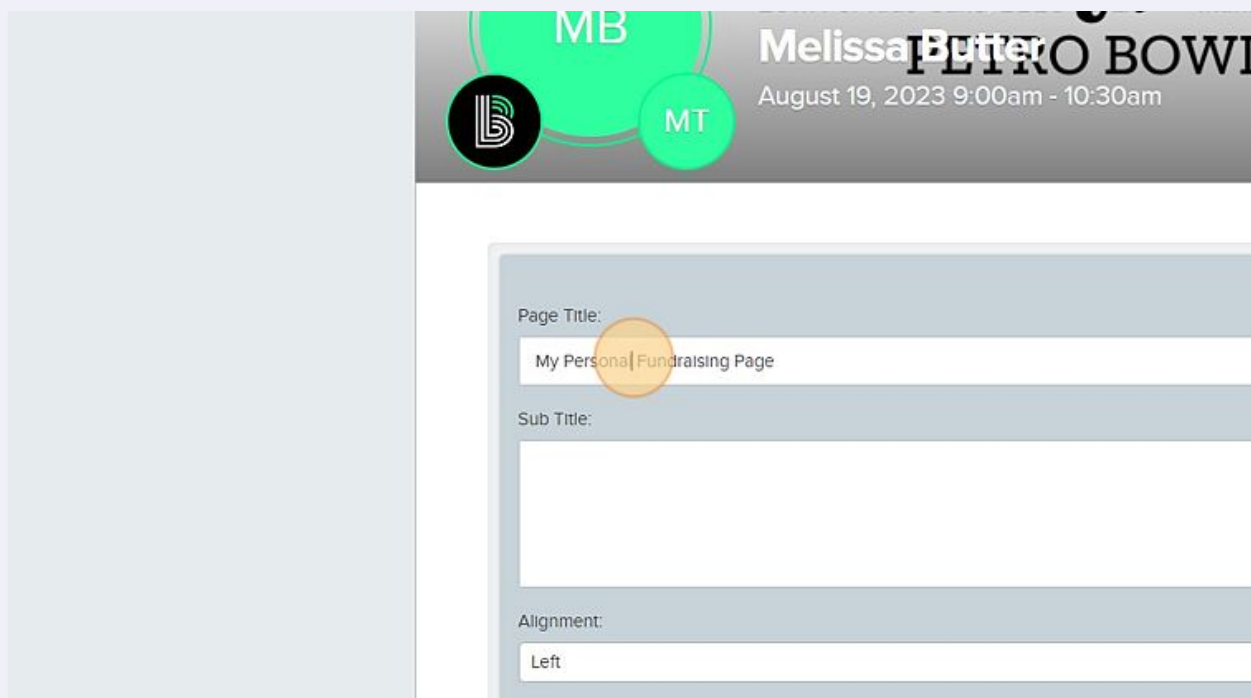 MB
Melissa Butter
PETRO BOWL
August 19, 2023 9:00am - 10:30am
B
MT
Page Title:
My Personal Fundraising Page
Sub Title:
Alignment:
Left